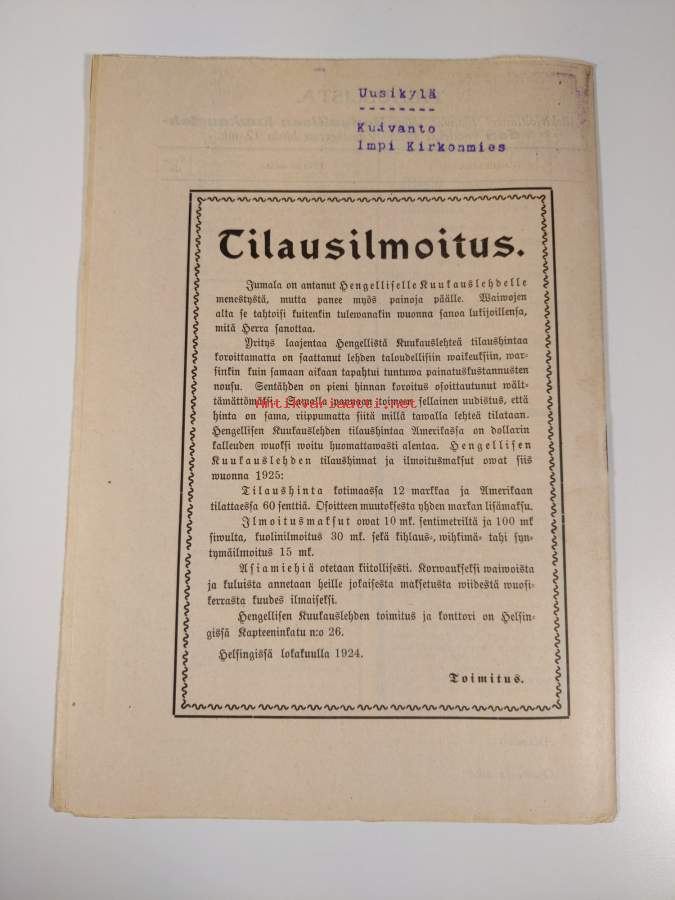 Uusikylä
--------
Kuivanto
Impi Kirkonmies
Tilausilmoitus.
Jumala on antanut Hengelliselle Kuukauslehdelle
menestystä, mutta panee myös painoja päälle. Waiwojen
alta se tahtoisi kuitenkin tulewanakin wuonna sanoa lukijoillensa,
mitä Herra sanottaa.
Yritys laajentaa Hengellistä Kuukauslehteä tilaushintaa
koroittamatta on saattanut lehden taloudellisiin waikeuksiin, war-
sinkin kuin samaan aikaan tapahtui tuntuwa painatuskustannusten
nousu. Sentähden on pieni hinnan koroitus osoittautunut wält-
tämättömäksi. Samalla pannaan toimeen sellainen uudistus, että
antikvariaatti.net
hinta on sama, riippumatta siitä millä tawalla lehteä tilataan.
Hengellisen Kuukauslehden tilaushintaa Amerikassa on dollarin
kalleuden wuoksi woitu huomattawasti alentaa. Hengellisen
Kuukauslehden tilaushinnat ja ilmoitusmaksut owat siis
wuonna 1925:
Tilaushinta kotimaassa 12 markkaa ja Amerikaan
tilattaessa 60 senttiä. Osoitteen muutoksesta yhden markan lisämaksu.
Ilmoitusmaksut owat 10 mk. sentimetriltä ja 100 mk
siwulta, kuolinilmoitus 30 mk. sekä kihlaus-, wihkimä- tahi syn-
tymäilmoitus 15 mk.
Asiamiehiä otetaan kiitollisesti. Korwaukseksi waiwoista
ja kuluista annetaan heille jokaisesta maksetusta wiidestä wuosi-
kerrasta kuudes ilmaiseksi.
Hengellisen Kuukauslehden toimitus ja konttori on Helsin-
gissä Kapteeninkatu n:o 26.
Helsingissä lokakuulla 1924.
Toimitus.